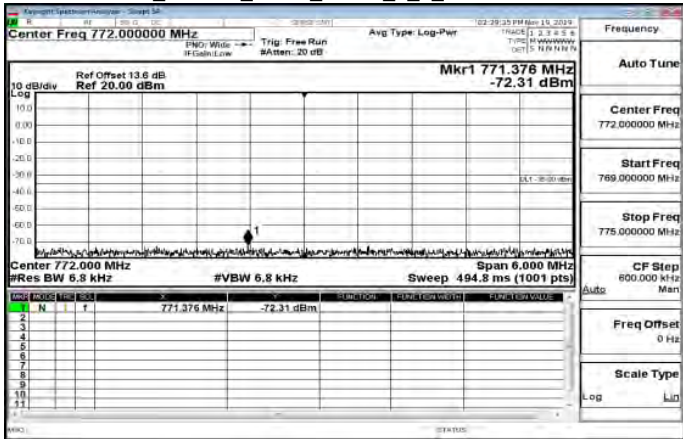 Keysight Spectrum Analyzer - Swept SA
Center Freq 772.000000 MHz
PNO: Wide
IFGain:Low
Trig: Free Run
#Atten: 20 dB
Avg Type: Log-Pwr
02:29:35 PM Nov 19, 2019
TRACE 1 2 3 4 5 6
TYPE M WWWWW
DET S N N N N N
Frequency
Auto Tune
Center Freq
772.000000 MHz
Start Freq
769.000000 MHz
Stop Freq
775.000000 MHz
CF Step
600.000 kHz
Auto Man
Freq Offset
0 Hz
Scale Type
Log Lin
Ref Offset 13.6 dB
10 dB/div Ref 20.00 dBm
Log
Mkr1 771.376 MHz
-72.31 dBm
10.0
0.00
-10.0
-20.0
-30.0
-40.0
-50.0
-60.0
-70.0
DL1 -35.00 dBm
1
Center 772.000 MHz
Span 6.000 MHz
#Res BW 6.8 kHz
#VBW 6.8 kHz
Sweep 494.8 ms (1001 pts)
MKR MODE TRC SCL X Y FUNCTION FUNCTION WIDTH FUNCTION VALUE
1 N 1 f 771.376 MHz -72.31 dBm
2
3
4
5
6
7
8
9
10
11
MSG
STATUS